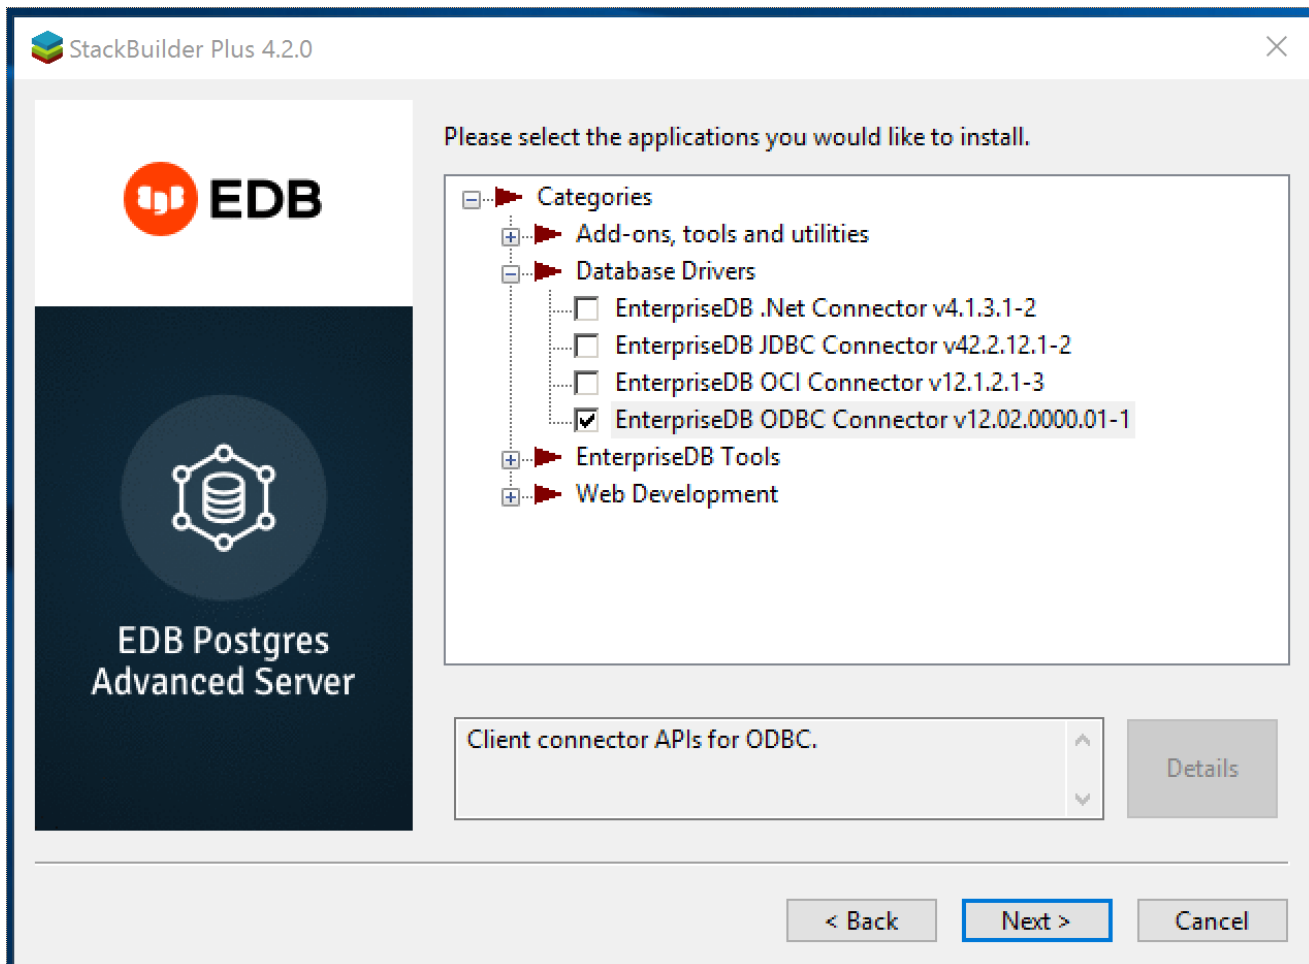 StackBuilder Plus 4.2.0
EDB
EDB Postgres
Advanced Server
Please select the applications you would like to install.
Categories
Add-ons, tools and utilities
Database Drivers
EnterpriseDB .Net Connector v4.1.3.1-2
EnterpriseDB JDBC Connector v42.2.12.1-2
EnterpriseDB OCI Connector v12.1.2.1-3
EnterpriseDB ODBC Connector v12.02.0000.01-1
EnterpriseDB Tools
Web Development
Client connector APIs for ODBC.
Details
< Back
Next >
Cancel